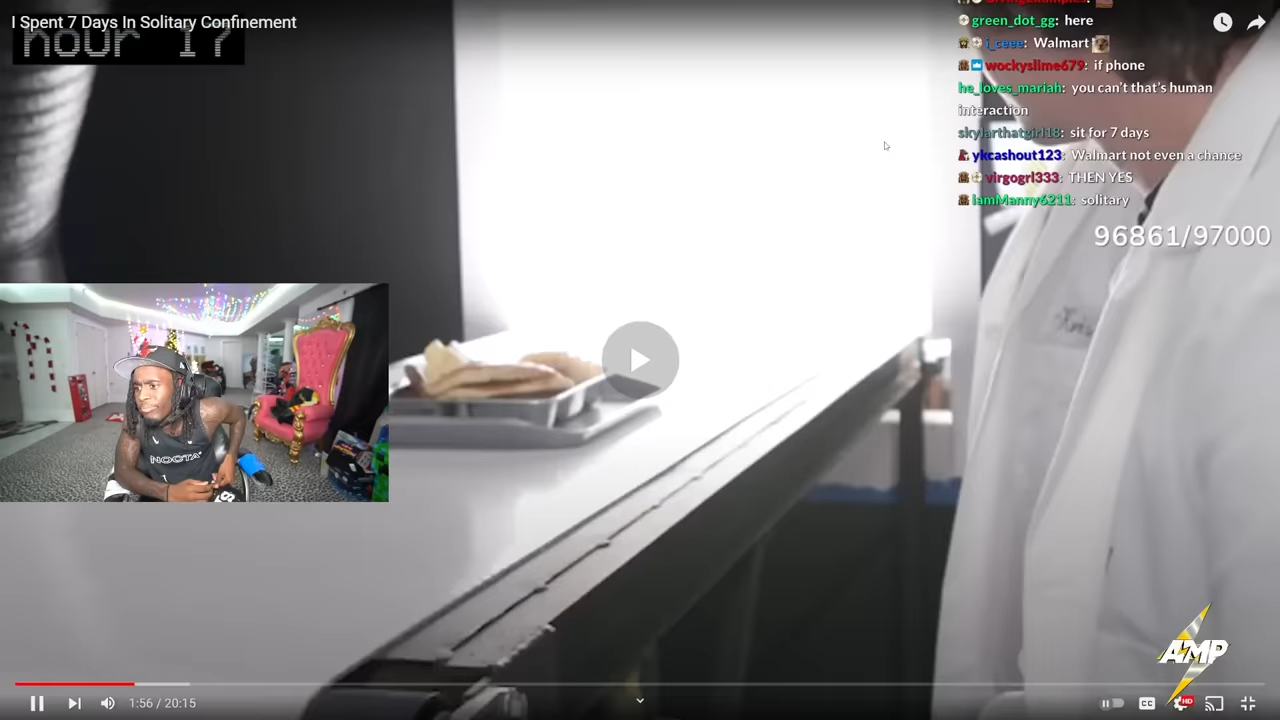 I Spent 7 Days In Solitary Confinement
hour 17
green_dot_gg: here
i_ceee: Walmart
wockyslime679: if phone
he_loves_mariah: you can't that's human
interaction
skylarthatgirl18: sit for 7 days
ykcashout123: Walmart not even a chance
virgogrl333: THEN YES
IamManny6211: solitary
96861/97000
NOCTA
AMP
1:56 / 20:15
CC
HD